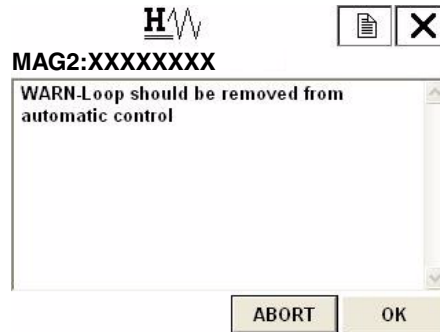 H
MAG2:XXXXXXXX
WARN-Loop should be removed from
automatic control
ABORT
OK